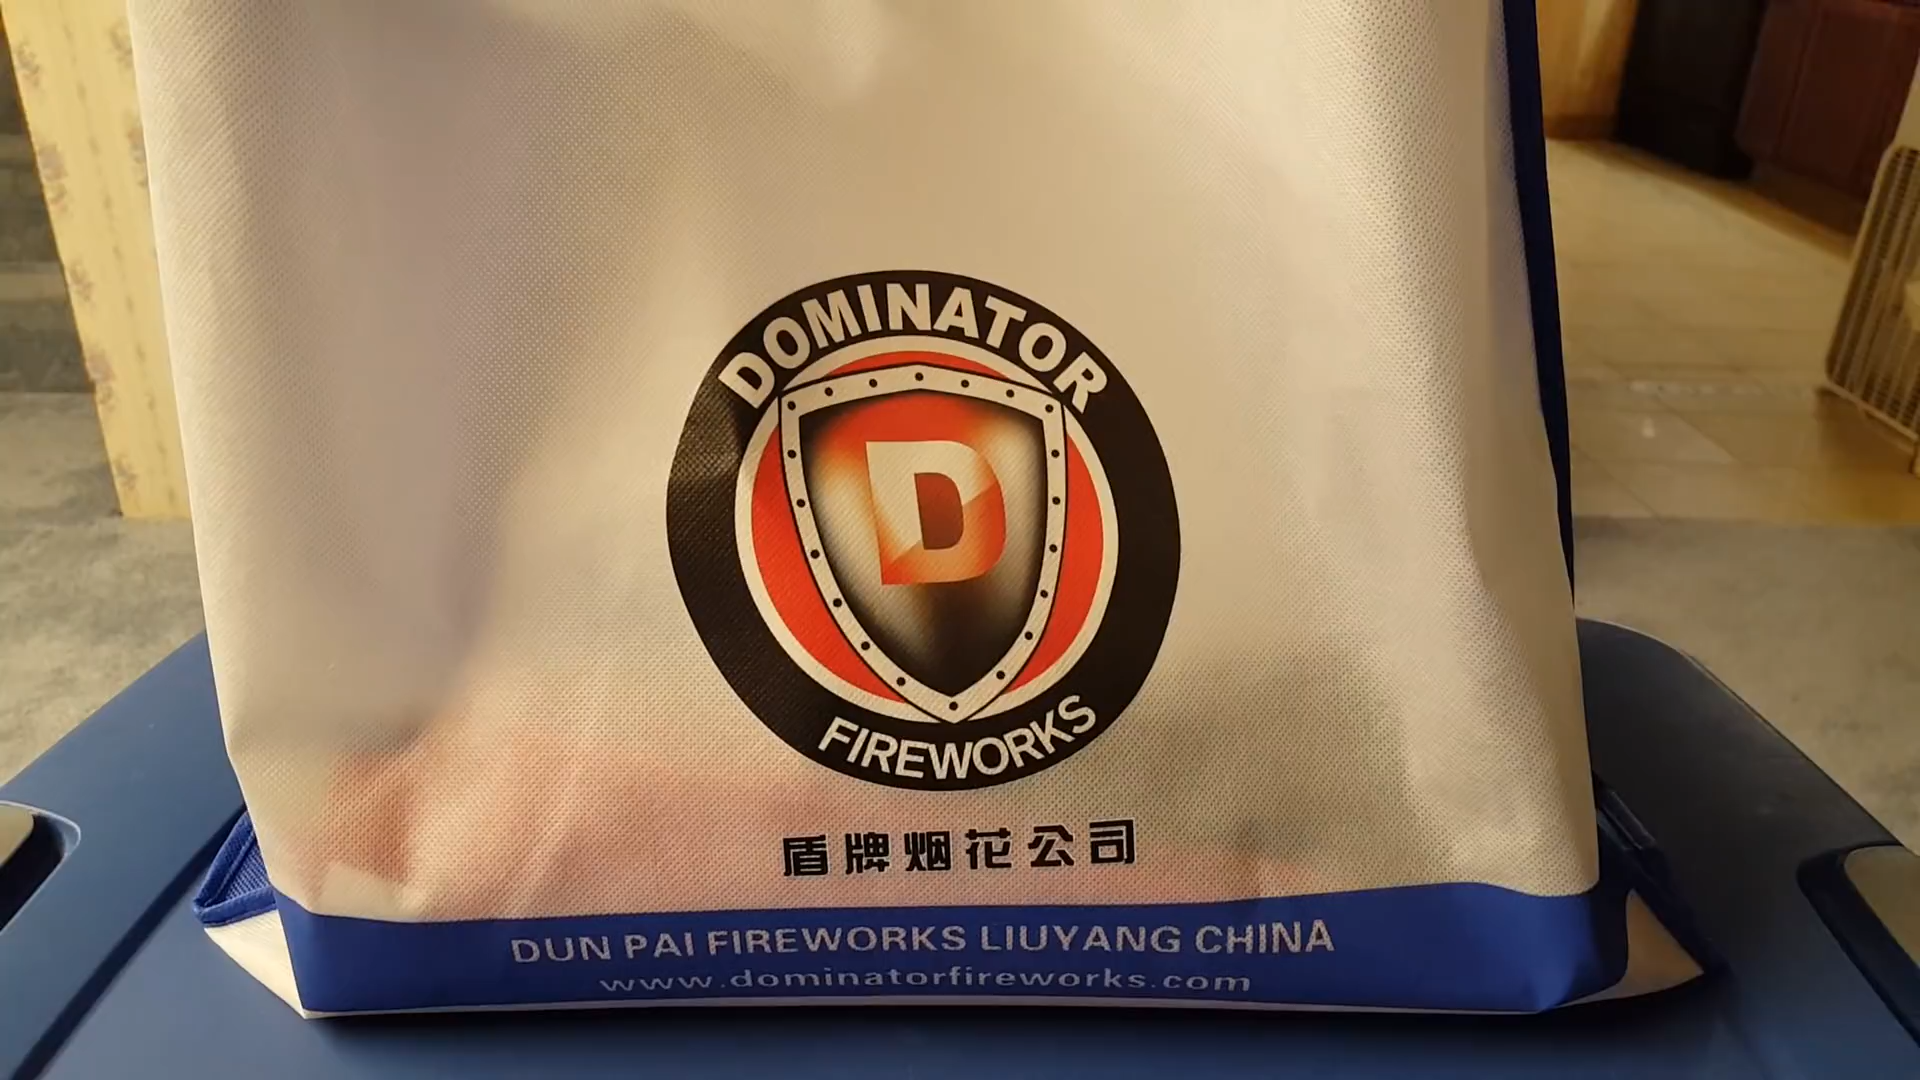 DOMINATOR
D
FIREWORKS
盾牌烟花公司
DUN PAI FIREWORKS LIUYANG CHINA
www.dominatorfireworks.com